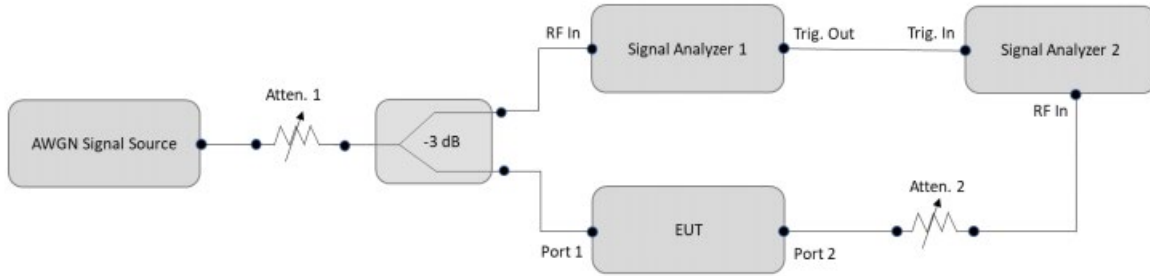 RF In
Signal Analyzer 1
Trig. Out
Trig. In
Signal Analyzer 2
RF In
Atten. 1
AWGN Signal Source
-3 dB
Atten. 2
EUT
Port 1
Port 2